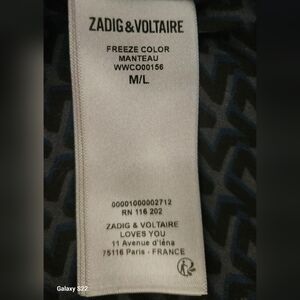 ZADIG&VOLTAIRE
FREEZE COLOR
MANTEAU
WWCO00156
M/L
00001000002712
RN 116 202
ZADIG & VOLTAIRE
LOVES YOU
11 Avenue d'Iéna
75116 Paris - FRANCE
Galaxy S22